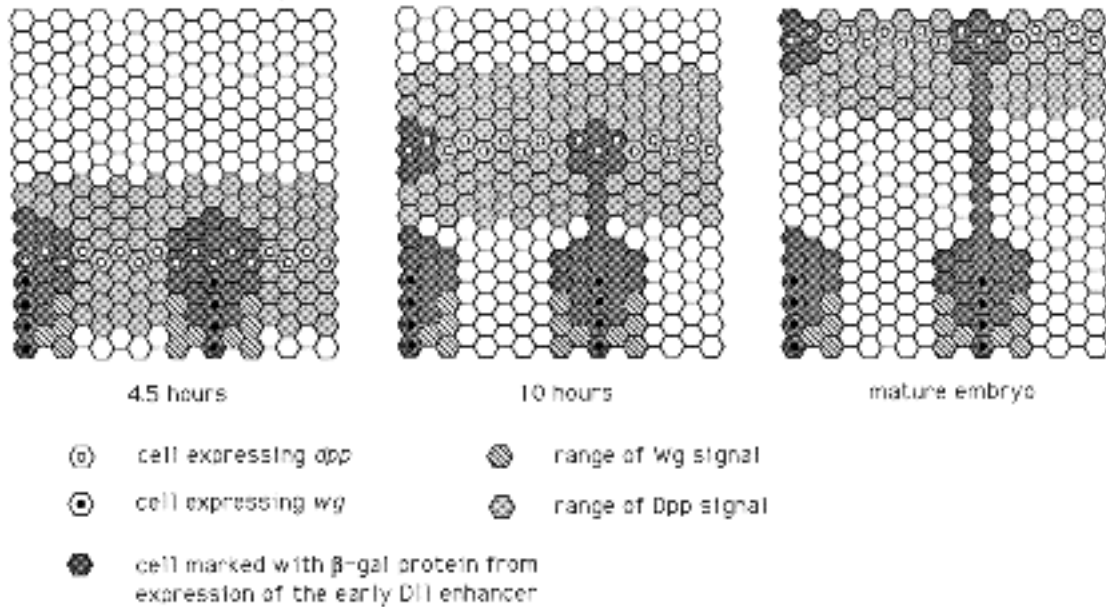 4.5 hours
10 hours
mature embryo
cell expressing dpp
range of Wg signal
cell expressing wg
range of Dpp signal
cell marked with β-gal protein from
expression of the early Dll enhancer